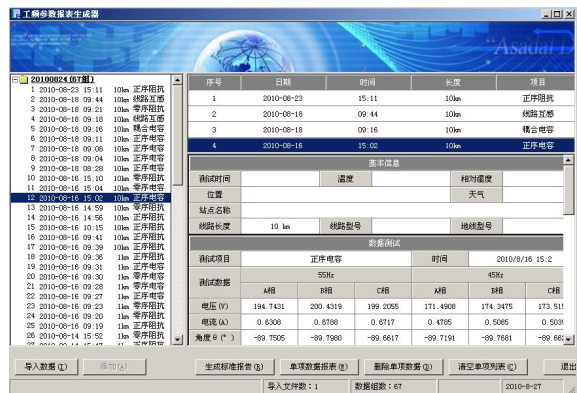 工频参数报表生成器
Asadal D
20100824 (67组)
1 2010-08-23 15:11 10km 正序阻抗
2 2010-08-18 09:44 10km 线路互感
3 2010-08-18 09:21 10km 零序阻抗
4 2010-08-18 09:18 10km 线路互感
5 2010-08-18 09:16 10km 耦合电容
6 2010-08-18 09:11 10km 正序电容
7 2010-08-18 09:08 10km 正序阻抗
8 2010-08-18 09:04 10km 正序电容
9 2010-08-18 08:28 10km 正序阻抗
10 2010-08-16 15:10 10km 零序阻抗
11 2010-08-16 15:04 10km 零序电容
12 2010-08-16 15:02 10km 正序电容
13 2010-08-16 14:59 10km 零序阻抗
14 2010-08-16 14:56 10km 正序阻抗
15 2010-08-16 10:15 10km 正序阻抗
16 2010-08-16 09:41 10km 零序阻抗
17 2010-08-16 09:39 10km 正序阻抗
18 2010-08-16 09:36 1km 正序阻抗
19 2010-08-16 09:31 1km 正序电容
20 2010-08-16 09:30 1km 零序电容
21 2010-08-16 09:28 1km 零序电容
22 2010-08-16 09:27 1km 正序电容
23 2010-08-16 09:23 1km 零序阻抗
24 2010-08-16 09:20 1km 正序阻抗
25 2010-08-16 09:19 1km 正序阻抗
26 2010-08-14 15:52 1km 零序阻抗
序号 日期 时间 长度 项目
1 2010-08-23 15:11 10km 正序阻抗
2 2010-08-18 09:44 10km 线路互感
3 2010-08-18 09:16 10km 耦合电容
4 2010-08-16 15:02 10km 正序电容
基本信息
测试时间 温度 相对湿度
位置 天气
站点名称
线路长度 10 km 线路型号 地线型号
数据测试
测试项目 正序电容 时间 2010/8/16 15:2
测试数据 55Hz 45Hz
A相 B相 C相 A相 B相 C相
电压(V) 194.7431 200.4319 199.2055 171.4908 174.3475 173.51
电流(A) 0.6308 0.6788 0.6717 0.4785 0.5085 0.503
角度θ(°) -89.7505 -89.7980 -89.6617 -89.7191 -89.7681 -89.66
导入数据(I) 添加(A) 生成标准报告(R) 单项数据报表(M) 删除单项数据(D) 清空单项列表(C) 退出
导入文件数:1 数据组数:67 2010-8-27